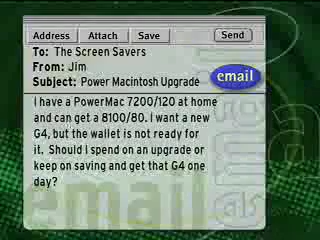 Address Attach Save Send
To: The Screen Savers
From: Jim
Subject: Power Macintosh Upgrade
email
I have a PowerMac 7200/120 at home
and can get a 8100/80. I want a new
G4, but the wallet is not ready for
it. Should I spend on an upgrade or
keep on saving and get that G4 one
day?
email
email